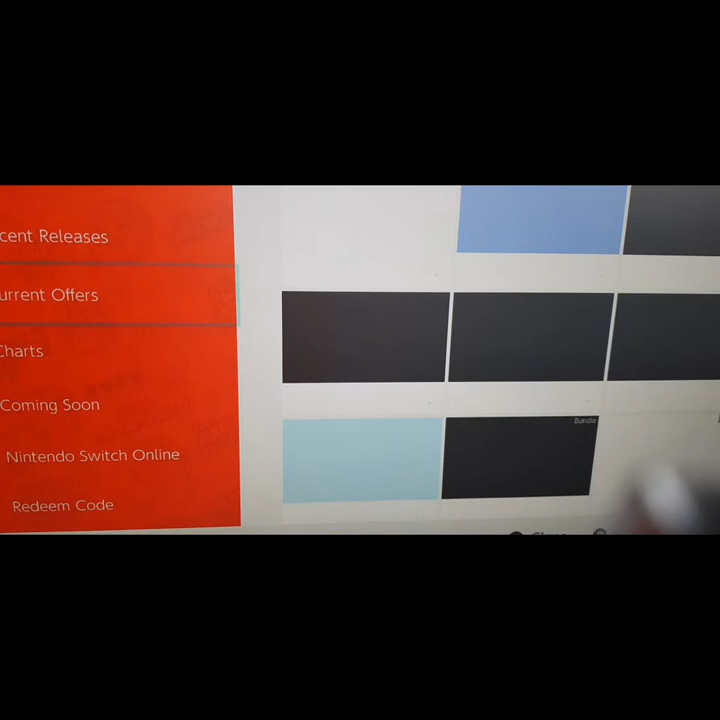 cent Releases
urrent Offers
Charts
Coming Soon
Nintendo Switch Online
Redeem Code
Bundle